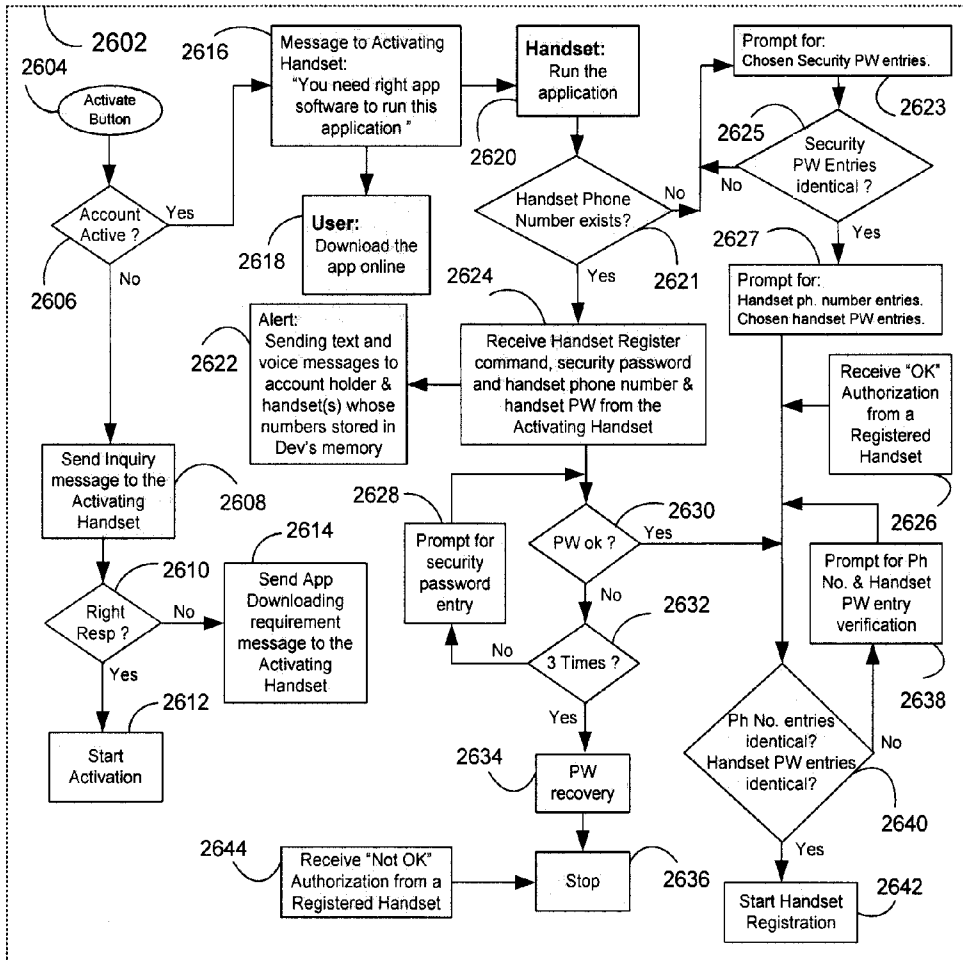 2602
2604
Activate
Button
Account
Active ?
Yes
2606
No
Send Inquiry
message to the
Activating
Handset
2608
2610
Right
Resp ?
No
Yes
2612
Start
Activation
2614
Send App
Downloading
requirement
message to the
Activating
Handset
2616
Message to Activating
Handset:
"You need right app
software to run this
application "
2618
User:
Download the
app online
Handset:
Run the
application
2620
Handset Phone
Number exists?
No
2621
Yes
2622
Alert:
Sending text and
voice messages to
account holder &
handset(s) whose
numbers stored in
Dev's memory
2624
Receive Handset Register
command, security password
and handset phone number &
handset PW from the
Activating Handset
2628
Prompt for
security
password
entry
2630
PW ok ?
Yes
No
2632
3 Times ?
No
Yes
2634
PW
recovery
2644
Receive "Not OK"
Authorization from a
Registered Handset
Stop
2636
Prompt for:
Chosen Security PW entries.
2623
2625
Security
PW Entries
identical ?
No
Yes
2627
Prompt for:
Handset ph. number entries.
Chosen handset PW entries.
Receive "OK"
Authorization
from a
Registered
Handset
2626
Prompt for Ph
No. & Handset
PW entry
verification
2638
Ph No. entries
identical?
Handset PW entries
identical?
No
2640
Yes
Start Handset
Registration
2642